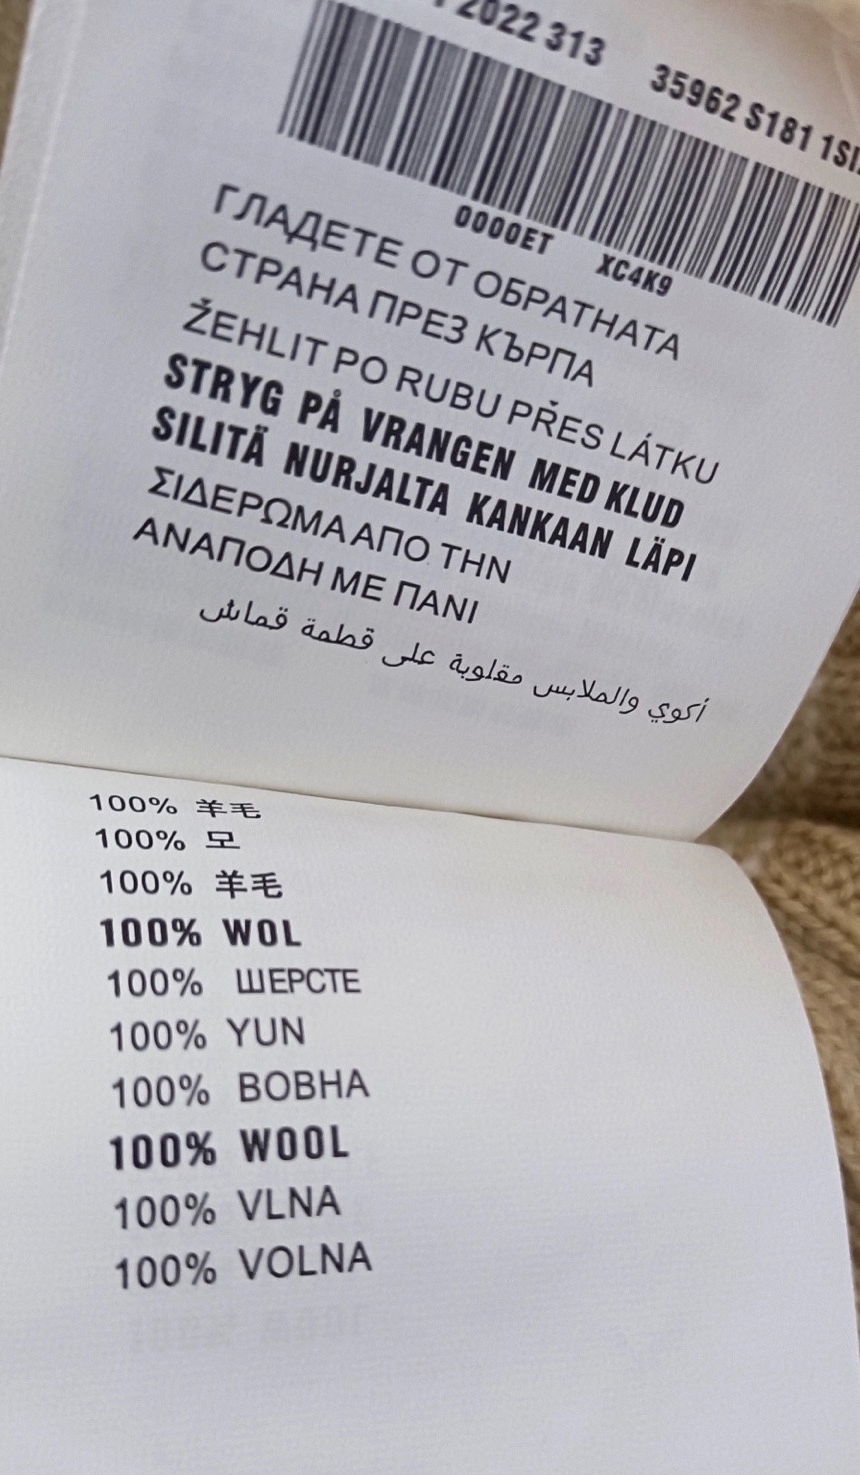 2022 313 35962 S181 1SI
0000ET XC4K9
ГЛАДЕТЕ ОТ ОБРАТНАТА
СТРАНА ПРЕЗ КЪРПА
ŽEHLIT PO RUBU PŘES LÁTKU
STRYG PÅ VRANGEN MED KLUD
SILITÄ NURJALTA KANKAAN LÄPI
ΣΙΔΕΡΩΜΑ ΑΠΟ ΤΗΝ
ΑΝΑΠΟΔΗ ΜΕ ΠΑΝΙ
أكوي والملابس مقلوبة على قطمة قماش
100% 羊毛
100% 모
100% 羊毛
100% WOL
100% ШЕРСТЕ
100% YUN
100% ВОВНА
100% WOOL
100% VLNA
100% VOLNA